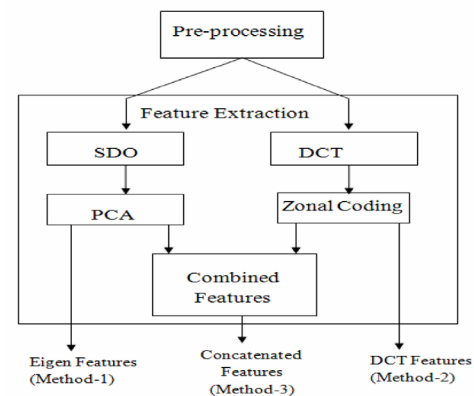 Pre-processing
Feature Extraction
SDO
DCT
PCA
Zonal Coding
Combined
Features
Eigen Features
(Method-1)
Concatenated
Features
(Method-3)
DCT Features
(Method-2)